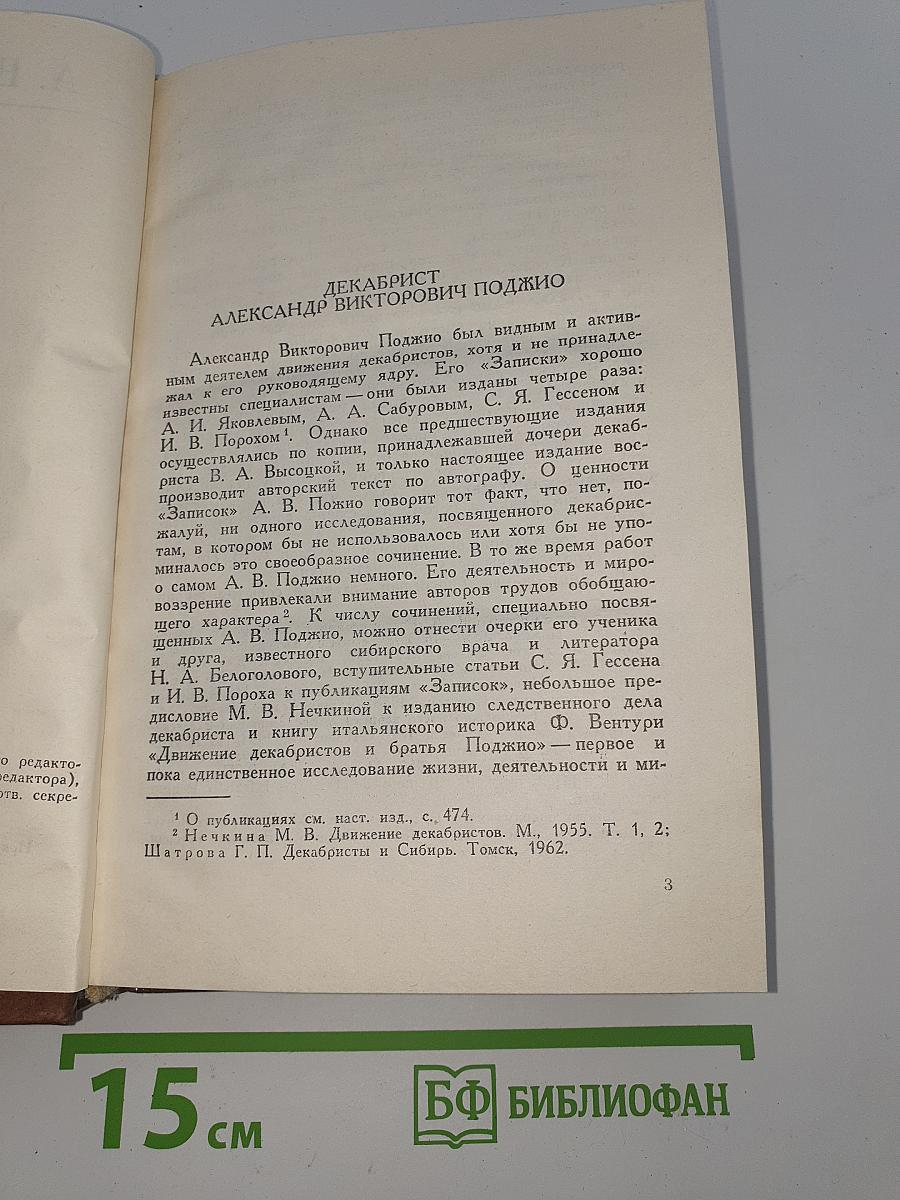 ДЕКАБРИСТ
АЛЕКСАНДР ВИКТОРОВИЧ ПОДЖИО
Александр Викторович Поджио был видным и актив-
ным деятелем движения декабристов, хотя и не принадле-
жал к его руководящему ядру. Его «Записки» хорошо
известны специалистам — они были изданы четыре раза:
А. И. Яковлевым, А. А. Сабуровым, С. Я. Гессеном и
И. В. Порохом¹. Однако все предшествующие издания
осуществлялись по копии, принадлежавшей дочери декаб-
риста В. А. Высоцкой, и только настоящее издание вос-
производит авторский текст по автографу. О ценности
«Записок» А. В. Пожио говорит тот факт, что нет, по-
жалуй, ни одного исследования, посвященного декабрис-
там, в котором бы не использовалось или хотя бы не упо-
миналось это своеобразное сочинение. В то же время работ
о самом А. В. Поджио немного. Его деятельность и миро-
воззрение привлекали внимание авторов трудов обобщаю-
щего характера². К числу сочинений, специально посвя-
щенных А. В. Поджио, можно отнести очерки его ученика
и друга, известного сибирского врача и литератора
Н. А. Белоголового, вступительные статьи С. Я. Гессена
и И. В. Пороха к публикациям «Записок», небольшое пре-
дисловие М. В. Нечкиной к изданию следственного дела
декабриста и книгу итальянского историка Ф. Вентури
«Движение декабристов и братья Поджио» — первое и
пока единственное исследование жизни, деятельности и ми-
¹ О публикациях см. наст. изд., с. 474.
² Нечкина М. В. Движение декабристов. М., 1955. Т. 1, 2;
Шатрова Г. П. Декабристы и Сибирь. Томск, 1962.
3
о редакто-
редактора),
отв. секре-
15 см
БФ БИБЛИОФАН